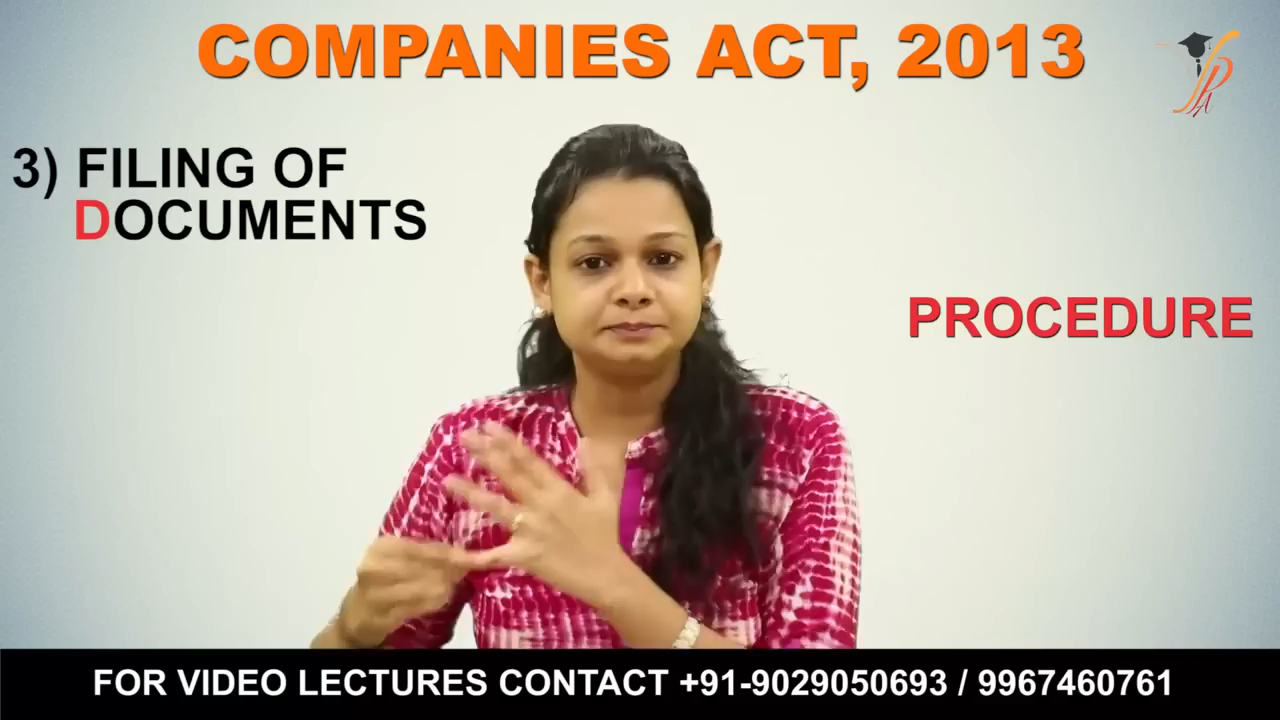 COMPANIES ACT, 2013
3) FILING OF
DOCUMENTS
PROCEDURE
FOR VIDEO LECTURES CONTACT +91-9029050693 / 9967460761